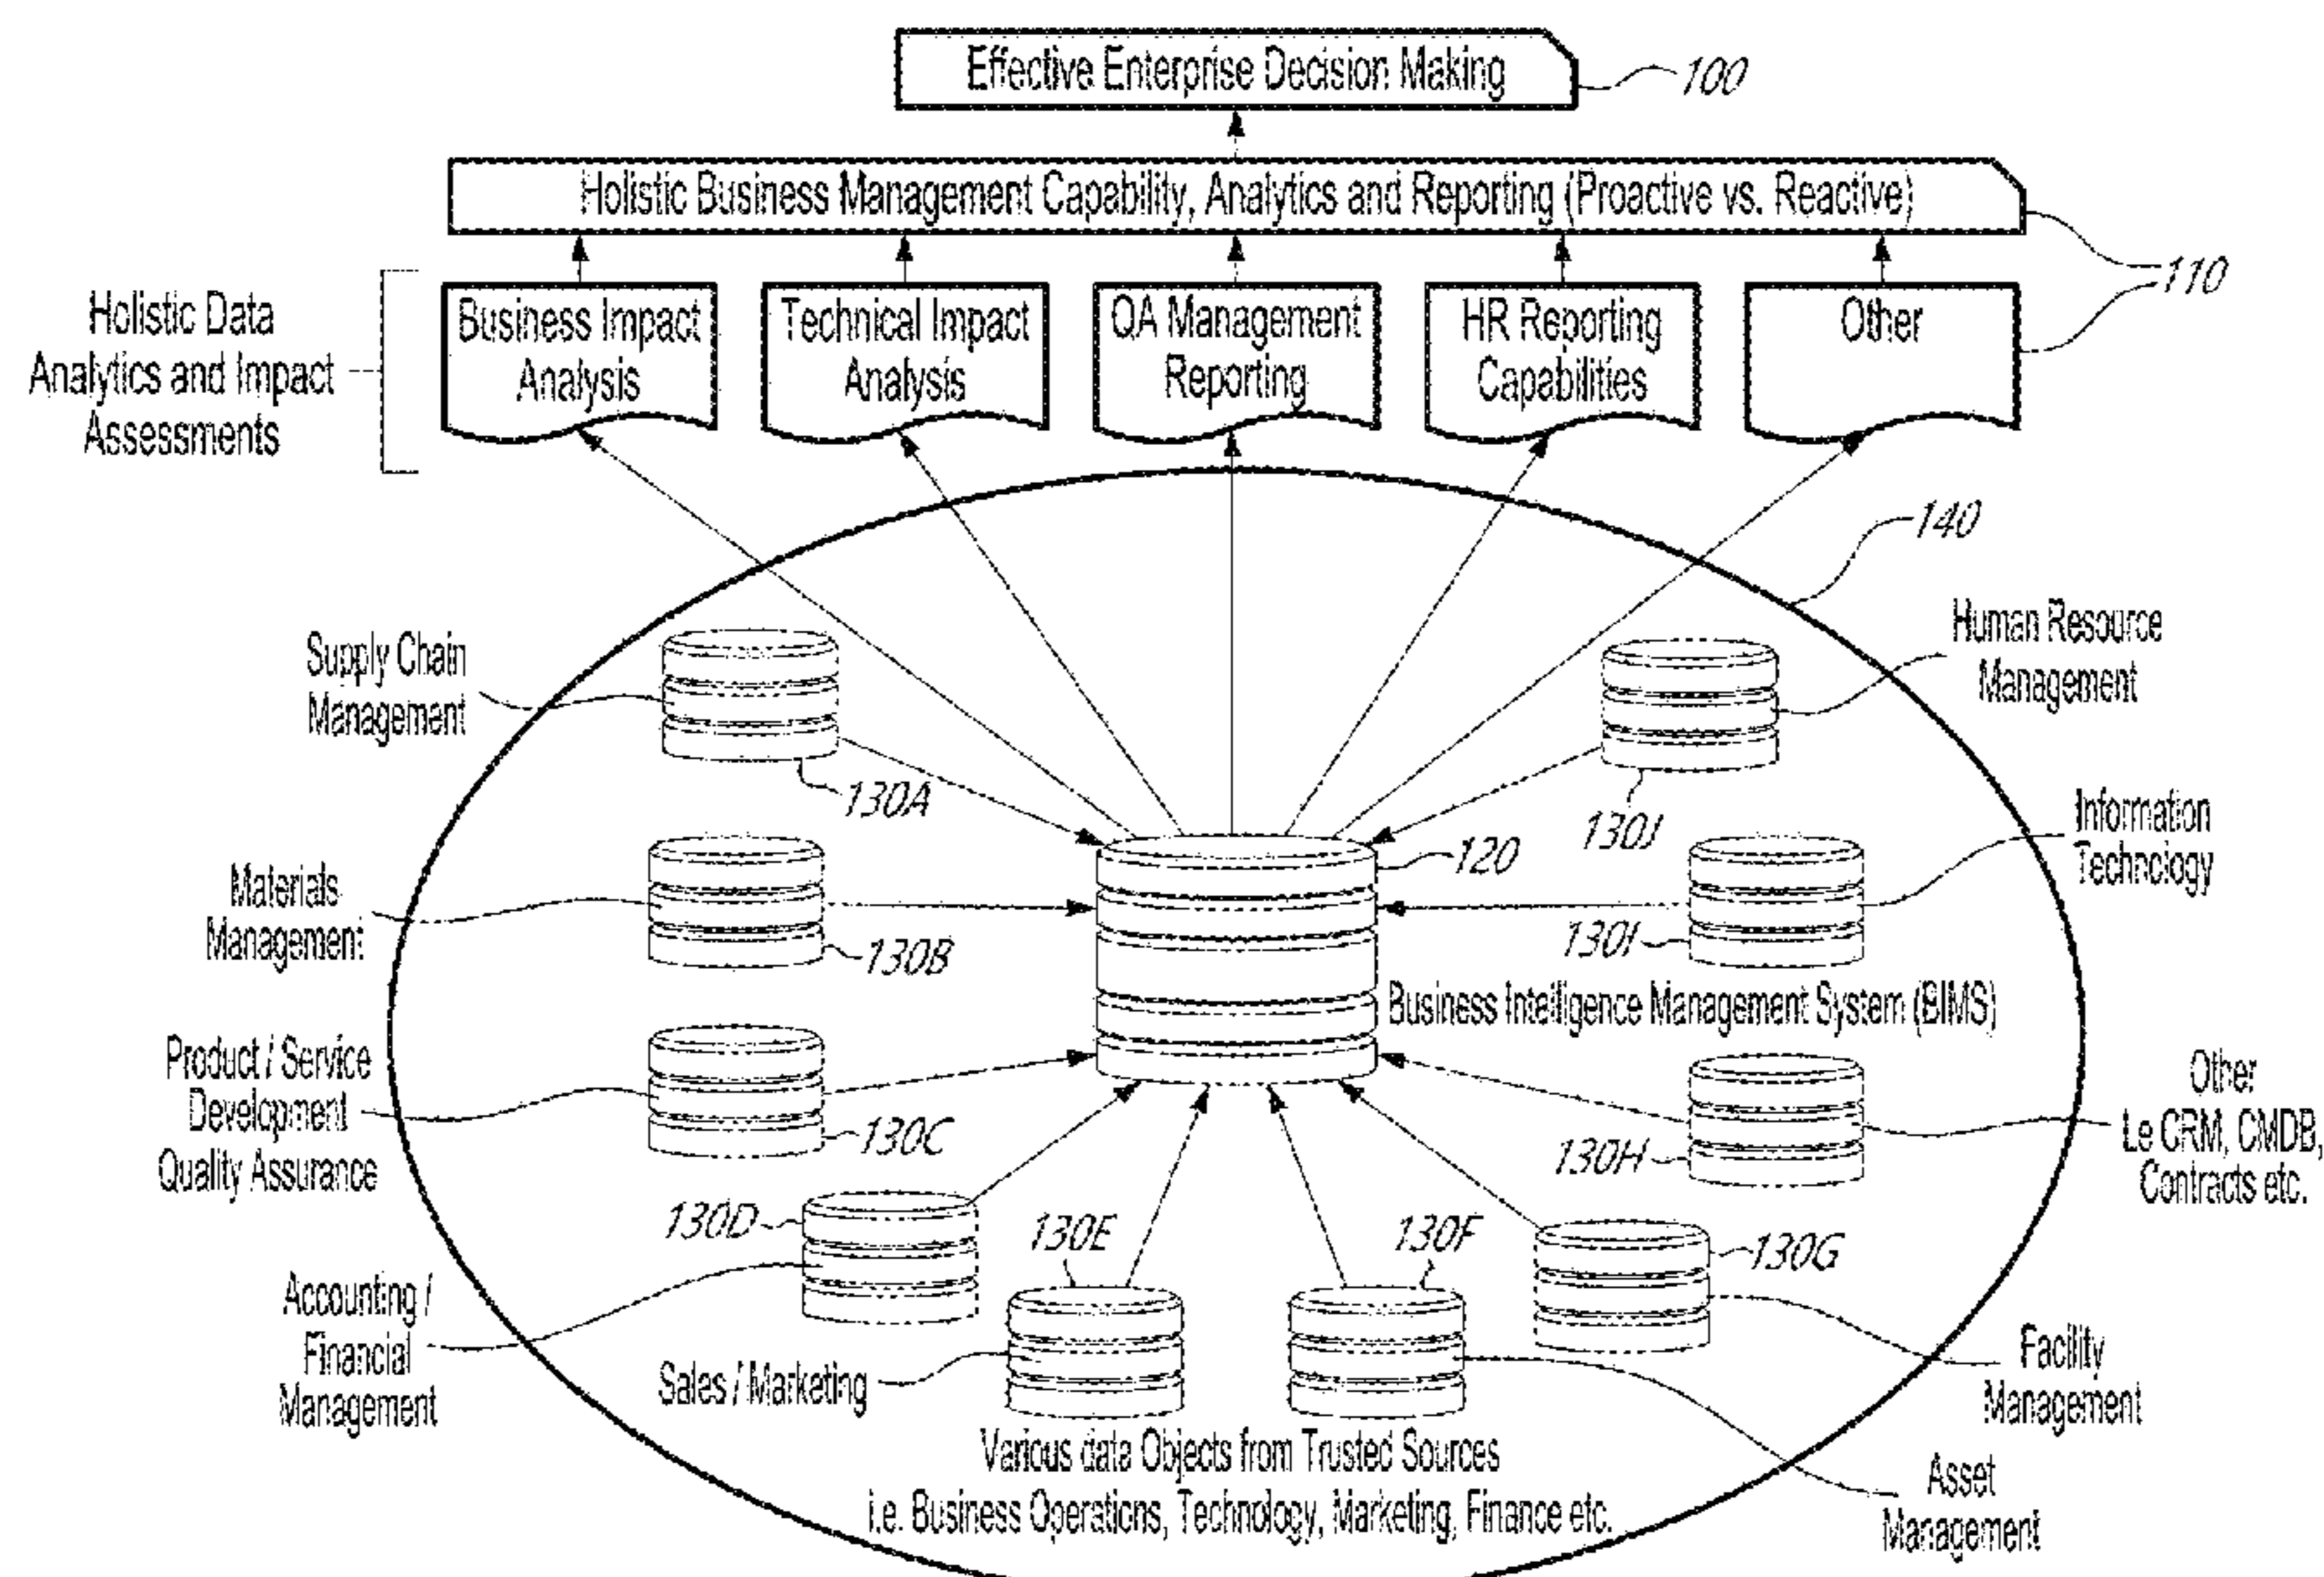 Effective Enterprise Decision Making
100
Holistic Business Management Capability, Analytics and Reporting (Proactive vs. Reactive)
110
Holistic Data
Analytics and Impact
Assessments
Business Impact
Analysis
Technical Impact
Analysis
QA Management
Reporting
HR Reporting
Capabilities
Other
140
Supply Chain
Management
130A
Human Resource
Management
130J
Materials
Management
130B
120
Information
Technology
130I
Business Intelligence Management System (BIMS)
Product / Service
Development
Quality Assurance
130C
Other
I.e CRM, CMDB,
Contracts etc.
130H
130D
130E
130F
130G
Accounting /
Financial
Management
Sales / Marketing
Facility
Management
Asset
Management
Various data Objects from Trusted Sources
i.e. Business Operations, Technology, Marketing, Finance etc.